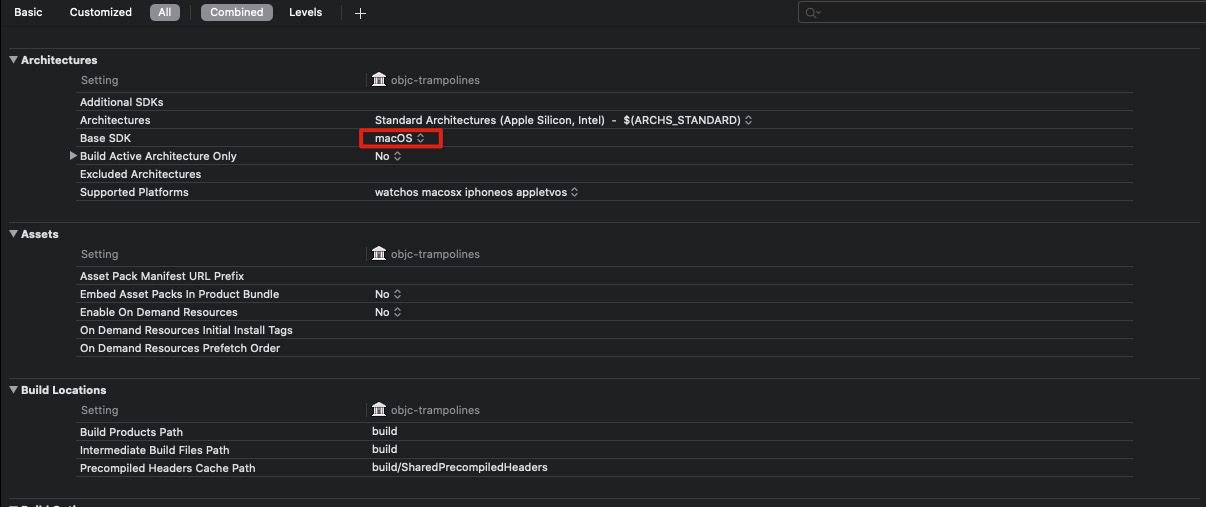 Basic Customized All Combined Levels
Architectures
Setting objc-trampolines
Additional SDKs
Architectures Standard Architectures (Apple Silicon, Intel) - $(ARCHS_STANDARD)
Base SDK macOS
Build Active Architecture Only No
Excluded Architectures
Supported Platforms watchos macosx iphoneos appletvos
Assets
Setting objc-trampolines
Asset Pack Manifest URL Prefix
Embed Asset Packs In Product Bundle No
Enable On Demand Resources No
On Demand Resources Initial Install Tags
On Demand Resources Prefetch Order
Build Locations
Setting objc-trampolines
Build Products Path build
Intermediate Build Files Path build
Precompiled Headers Cache Path build/SharedPrecompiledHeaders